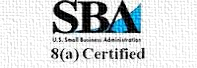 SBA
U.S. Small Business Administration
8(a) Certified